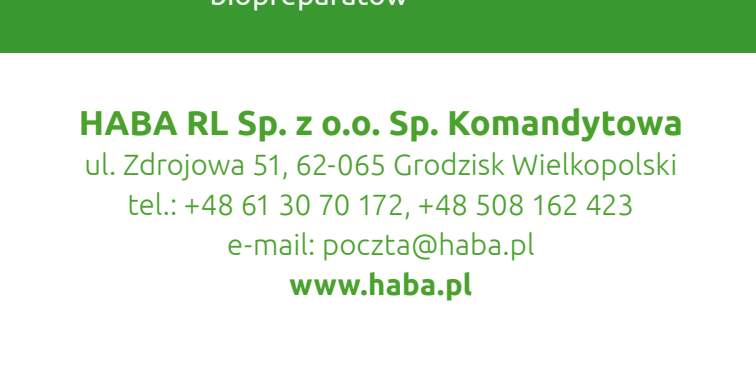 biopreparatów
HABA RL Sp. z o.o. Sp. Komandytowa
ul. Zdrojowa 51, 62-065 Grodzisk Wielkopolski
tel.: +48 61 30 70 172, +48 508 162 423
e-mail: poczta@haba.pl
www.haba.pl